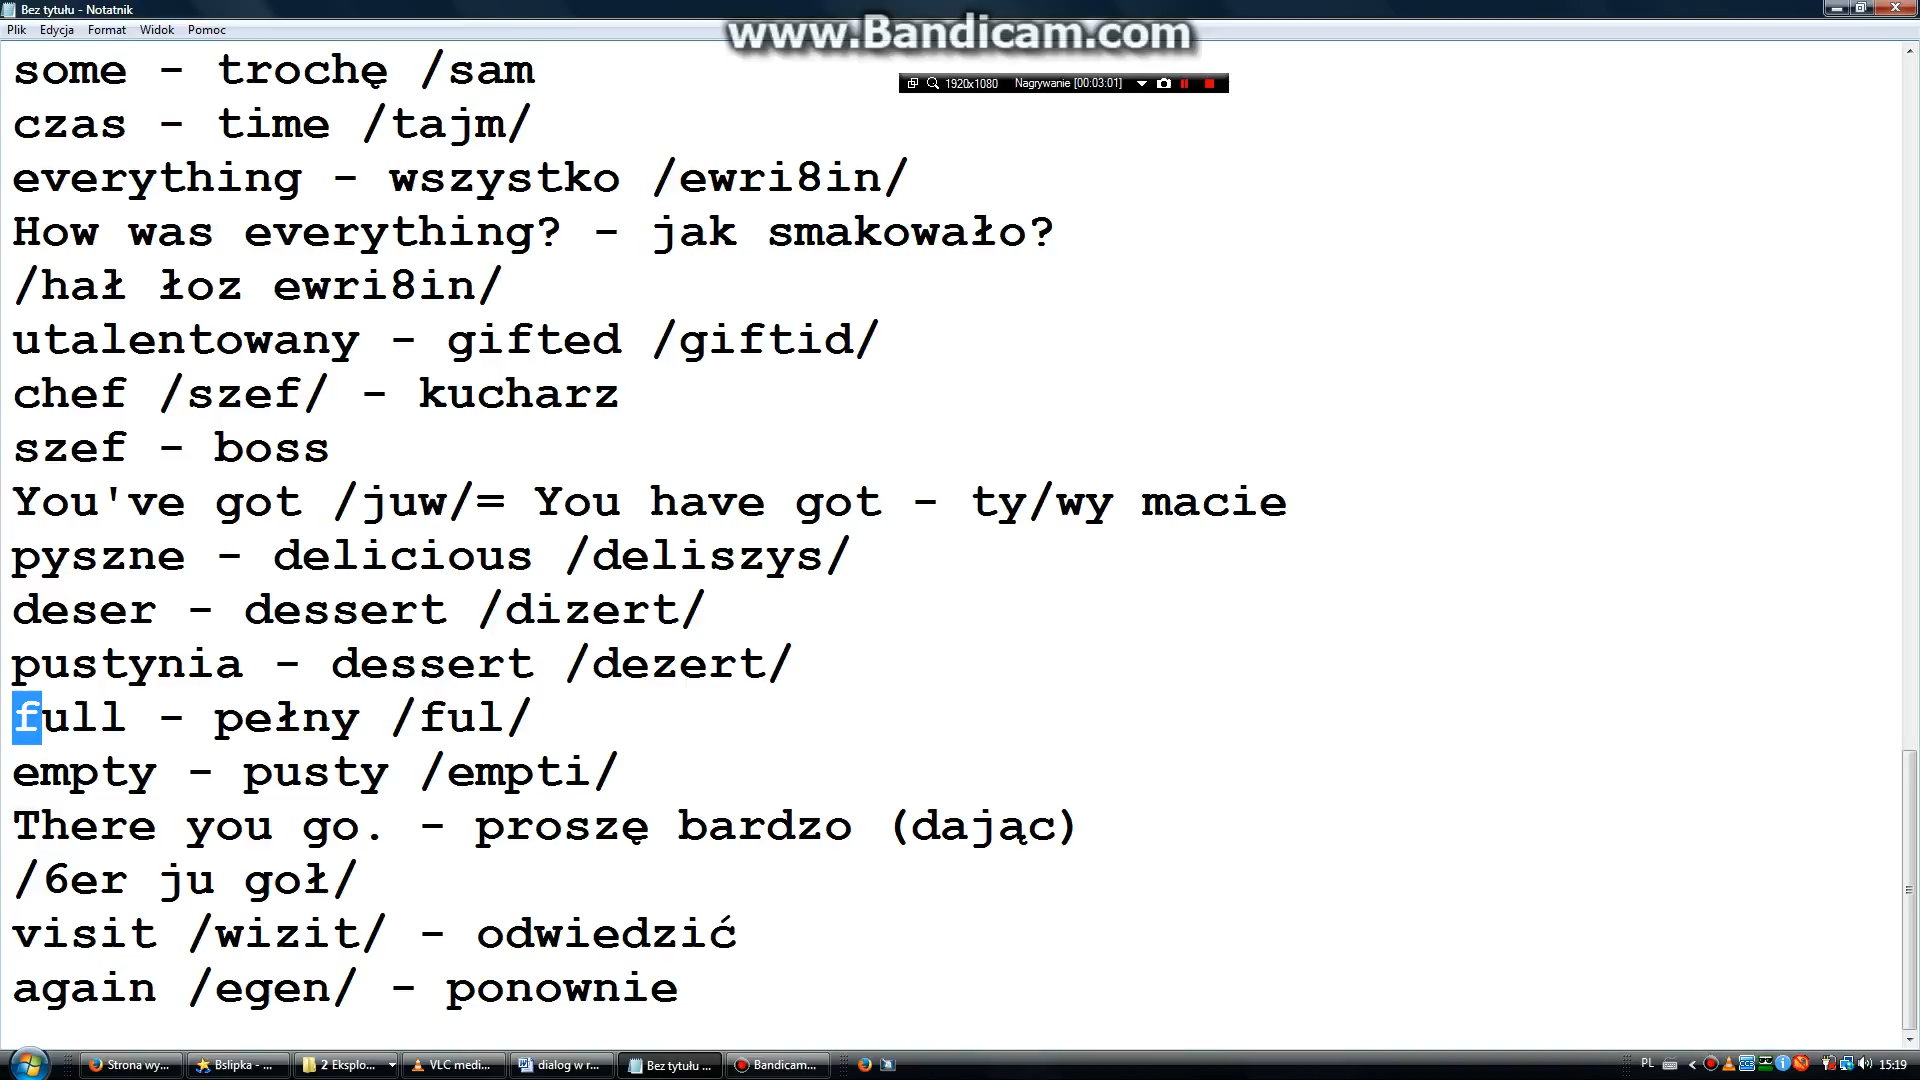 Bez tytułu - Notatnik
Plik Edycja Format Widok Pomoc
www.Bandicam.com
1920x1080 Nagrywanie [00:03:01]
some - trochę /sam
czas - time /tajm/
everything - wszystko /ewri8in/
How was everything? - jak smakowało?
/hał łoz ewri8in/
utalentowany - gifted /giftid/
chef /szef/ - kucharz
szef - boss
You've got /juw/= You have got - ty/wy macie
pyszne - delicious /deliszys/
deser - dessert /dizert/
pustynia - dessert /dezert/
full - pełny /ful/
empty - pusty /empti/
There you go. - proszę bardzo (dając)
/6er ju goł/
visit /wizit/ - odwiedzić
again /egen/ - ponownie
Strona wy... Bslipka - ... 2 Eksplo... VLC medi... dialog w r... Bez tytułu ... Bandicam... PL 15:19